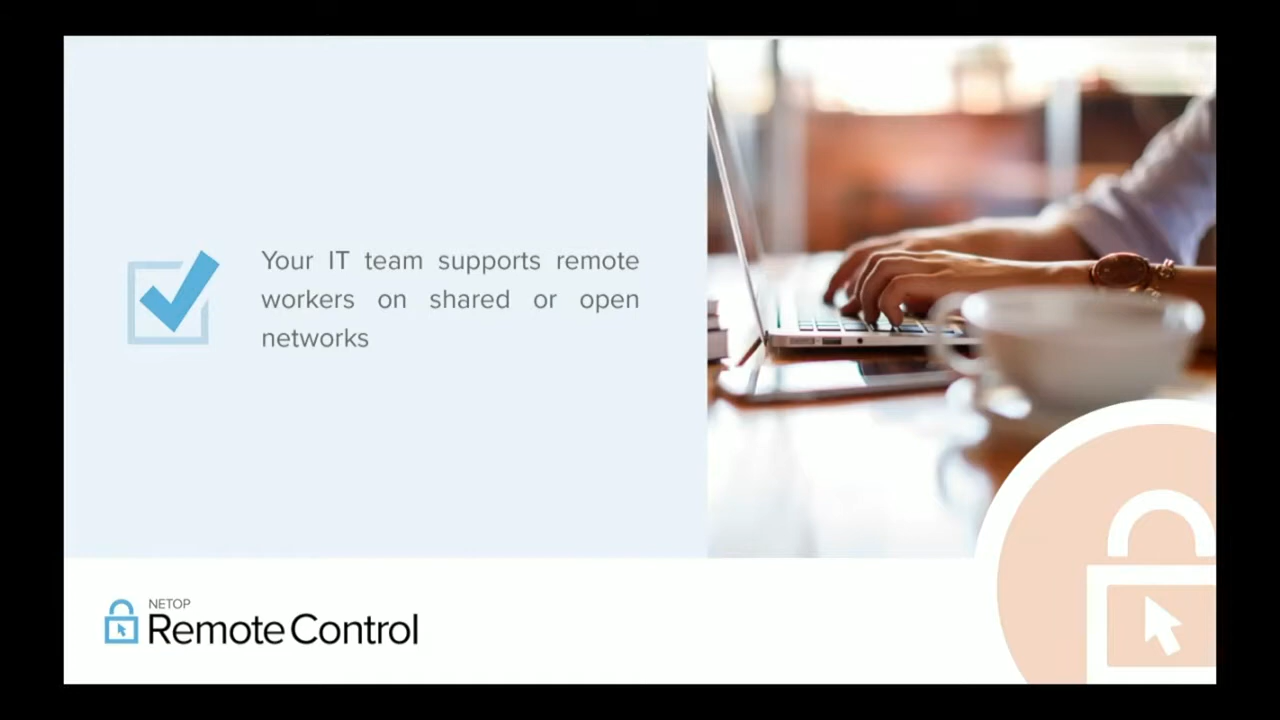 Your IT team supports remote
workers on shared or open
networks
NETOP
Remote Control